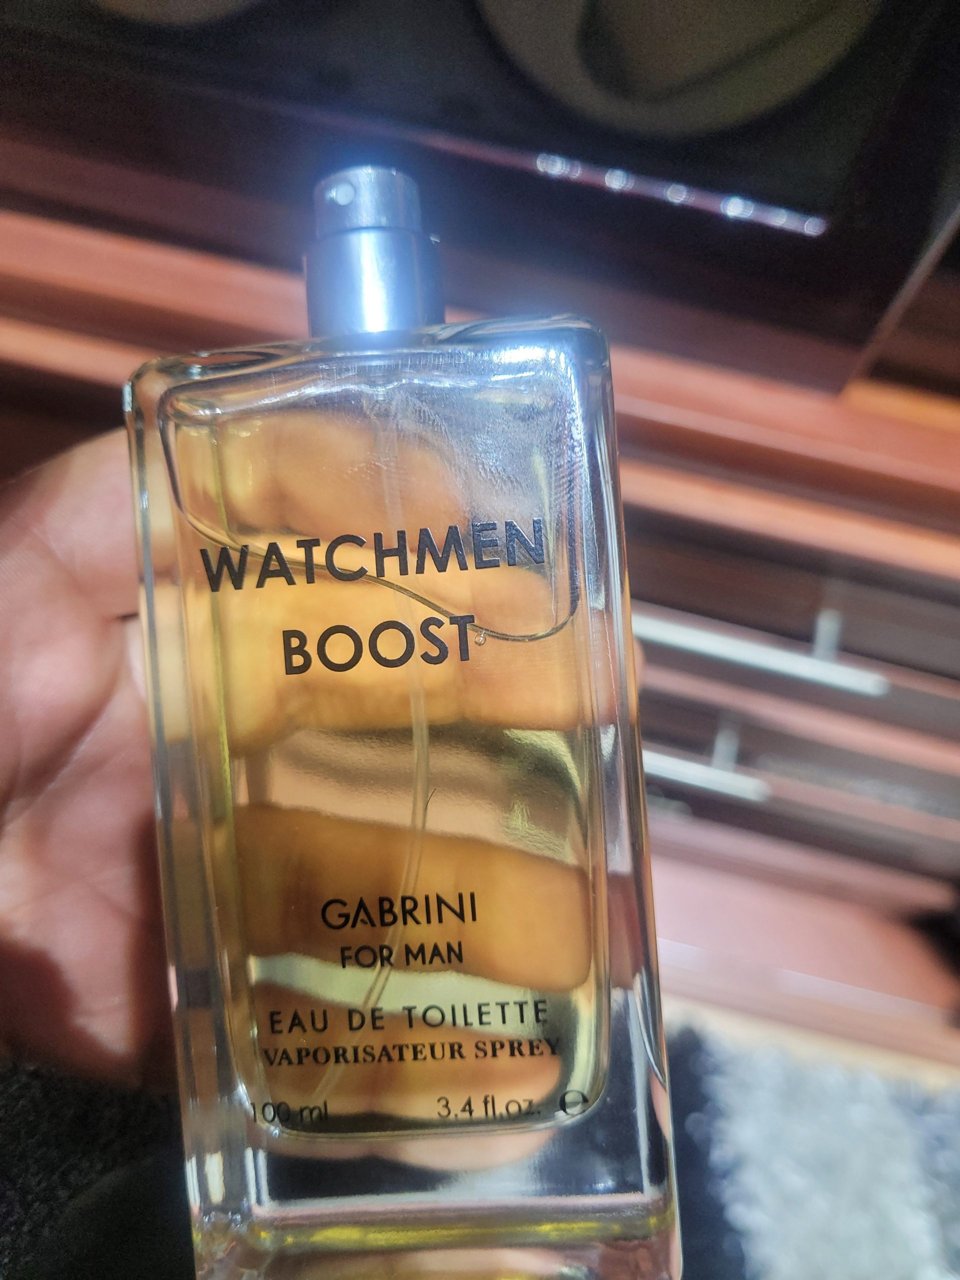 WATCHMEN
BOOST
GABRINI
FOR MAN
EAU DE TOILETTE
VAPORISATEUR SPREY
100 ml 3.4 fl.oz. ℮